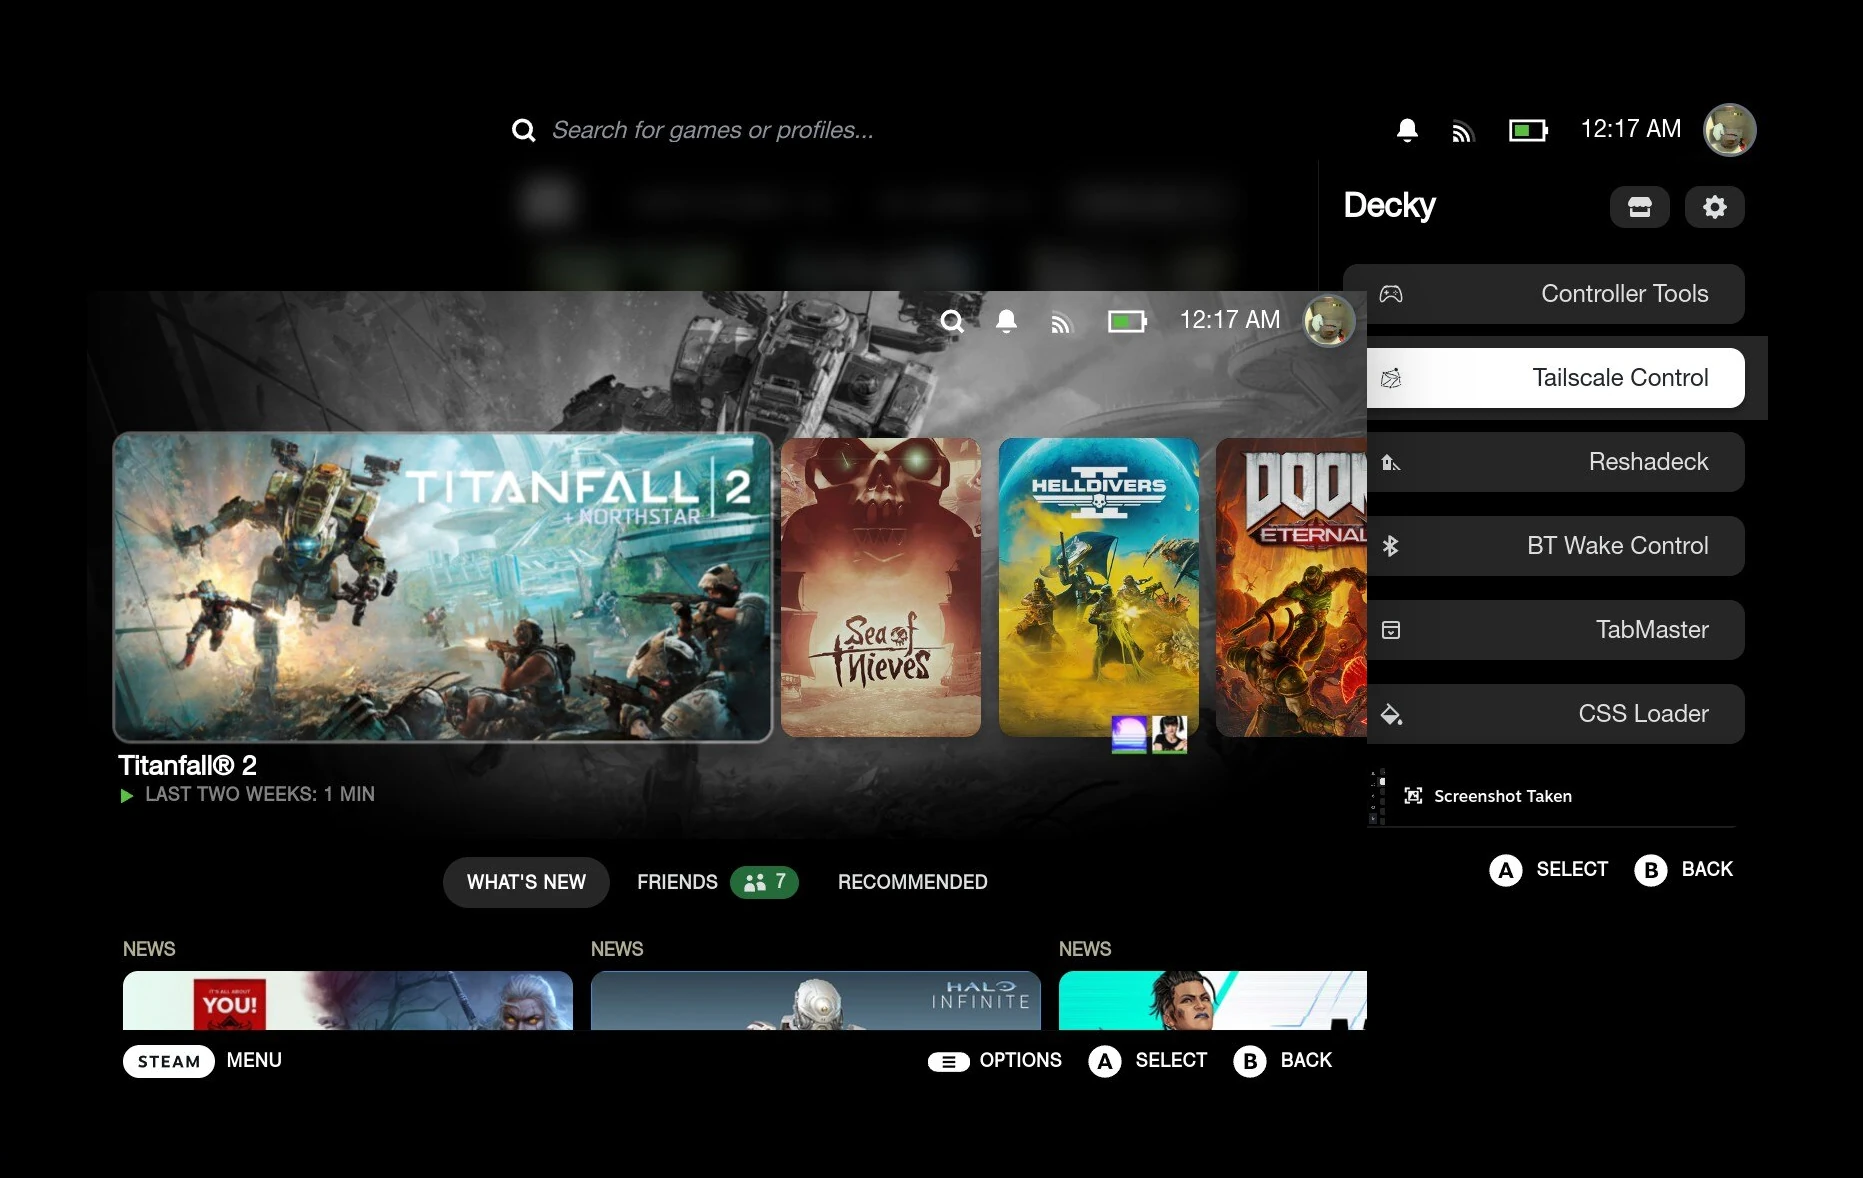 Search for games or profiles...
12:17 AM
Decky
Controller Tools
Tailscale Control
Reshadeck
BT Wake Control
TabMaster
CSS Loader
Screenshot Taken
A SELECT B BACK
12:17 AM
TITANFALL 2
+ NORTHSTAR
Sea of
Thieves
II
HELLDIVERS
DOOM
ETERNAL
Titanfall® 2
LAST TWO WEEKS: 1 MIN
WHAT'S NEW
FRIENDS 7
RECOMMENDED
NEWS
NEWS
NEWS
IT'S ALL ABOUT
YOU!
HALO
INFINITE
STEAM MENU
OPTIONS A SELECT B BACK